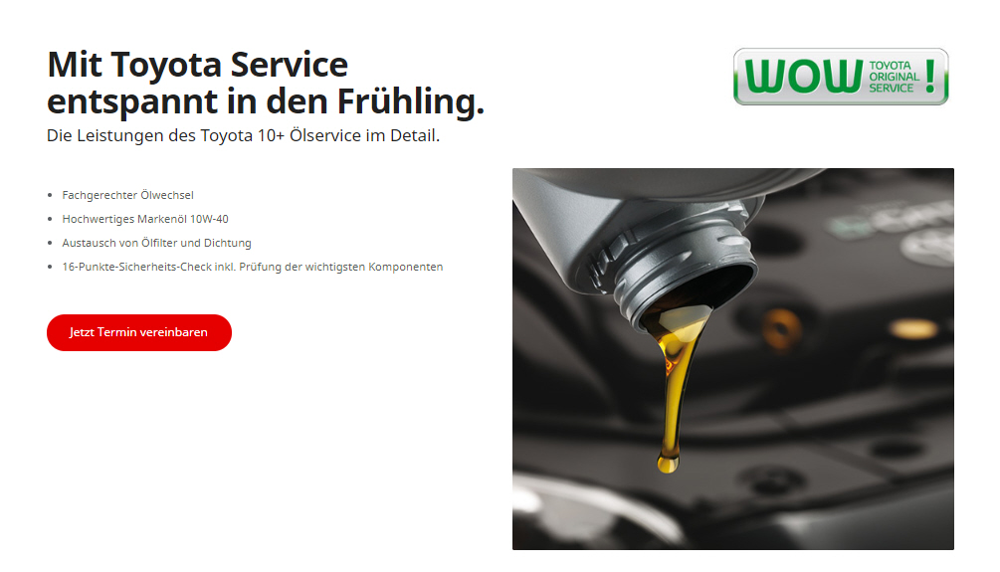 Mit Toyota Service
entspannt in den Frühling.
Die Leistungen des Toyota 10+ Ölservice im Detail.
WOW TOYOTA
ORIGINAL
SERVICE !
Fachgerechter Ölwechsel
Hochwertiges Markenöl 10W-40
Austausch von Ölfilter und Dichtung
16-Punkte-Sicherheits-Check inkl. Prüfung der wichtigsten Komponenten
Jetzt Termin vereinbaren